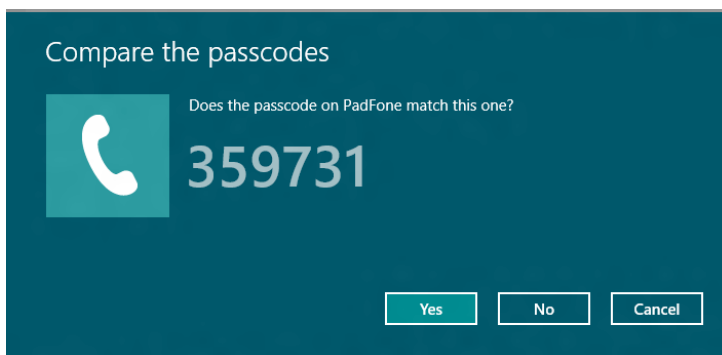 Compare the passcodes
Does the passcode on PadFone match this one?
359731
Yes No Cancel